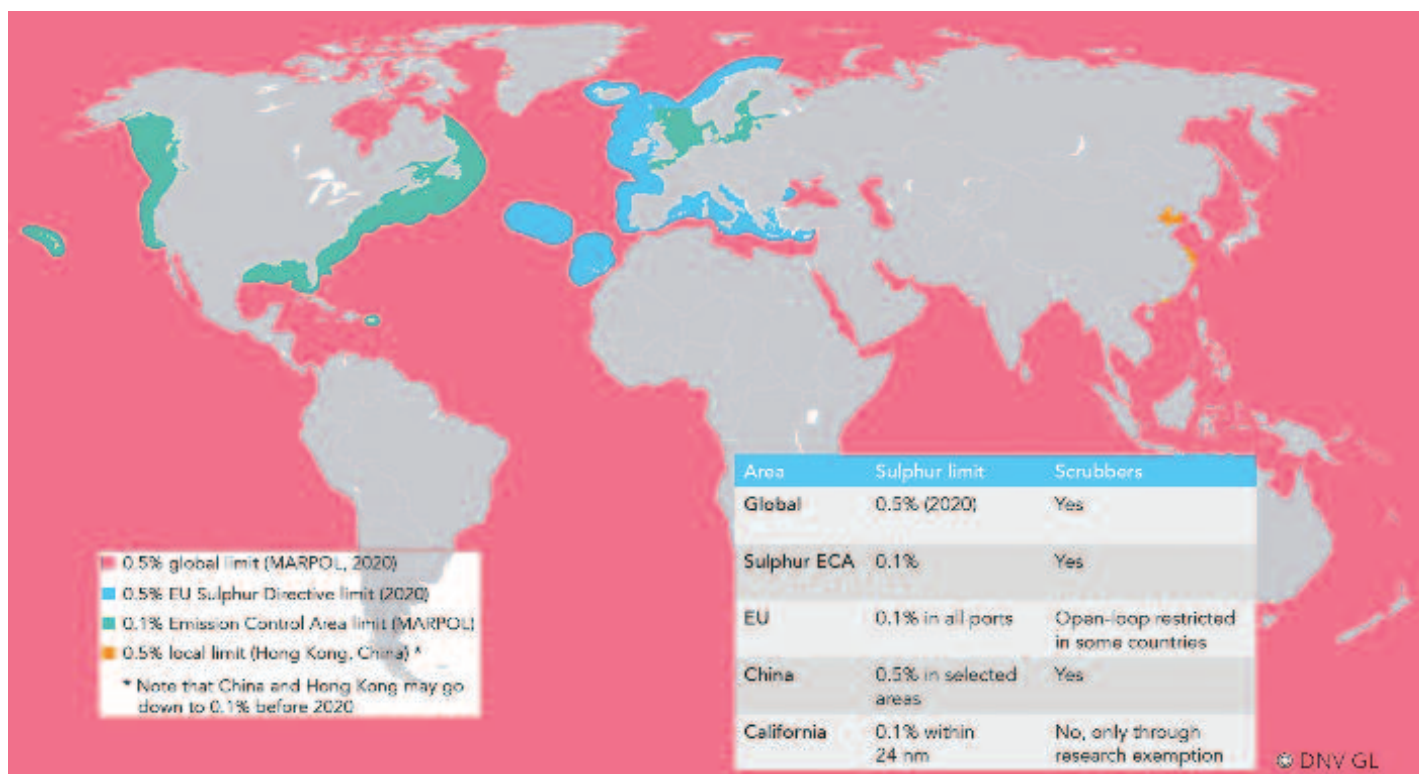 Area Sulphur limit Scrubbers
Global 0.5% (2020) Yes
Sulphur ECA 0.1% Yes
EU 0.1% in all ports Open-loop restricted
in some countries
China 0.5% in selected Yes
areas
California 0.1% within No, only through
24 nm research exemption
0.5% global limit (MARPOL, 2020)
0.5% EU Sulphur Directive limit (2020)
0.1% Emission Control Area limit (MARPOL)
0.5% local limit (Hong Kong, China) *
* Note that China and Hong Kong may go
down to 0.1% before 2020
© DNV GL